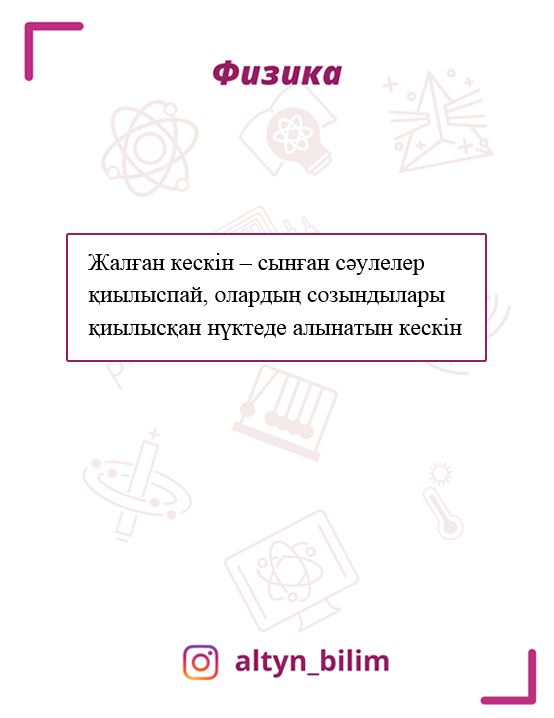 Физика
Жалған кескін – сынған сәулелер
қиылыспай, олардың созындылары
қиылысқан нүктеде алынатын кескін
altyn_bilim